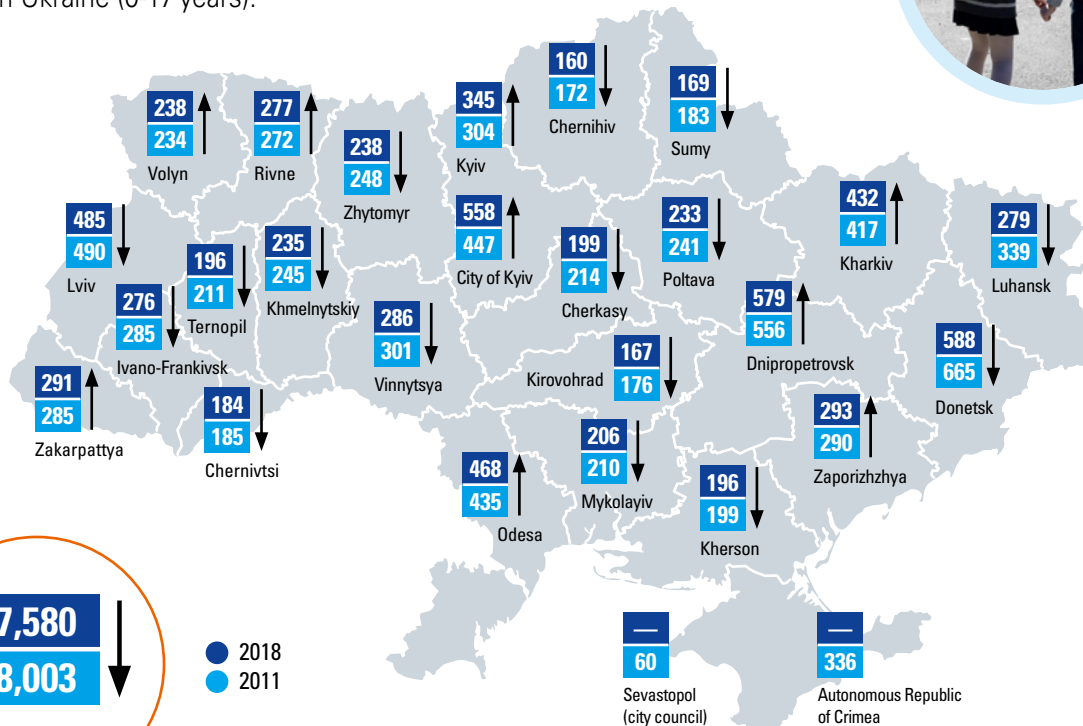 n Ukraine (0-17 years).
160
172
Chernihiv
169
183
Sumy
345
304
Kyiv
238
234
Volyn
277
272
Rivne
238
248
Zhytomyr
485
490
Lviv
196
211
Ternopil
235
245
Khmelnytskiy
558
447
City of Kyiv
199
214
Cherkasy
233
241
Poltava
432
417
Kharkiv
279
339
Luhansk
276
285
Ivano-Frankivsk
286
301
Vinnytsya
579
556
Dnipropetrovsk
588
665
Donetsk
167
Kirovohrad
176
291
285
Zakarpattya
184
185
Chernivtsi
293
290
Zaporizhzhya
206
210
Mykolayiv
468
435
Odesa
196
199
Kherson
7,580
8,003
2018
2011
—
60
Sevastopol
(city council)
—
336
Autonomous Republic
of Crimea